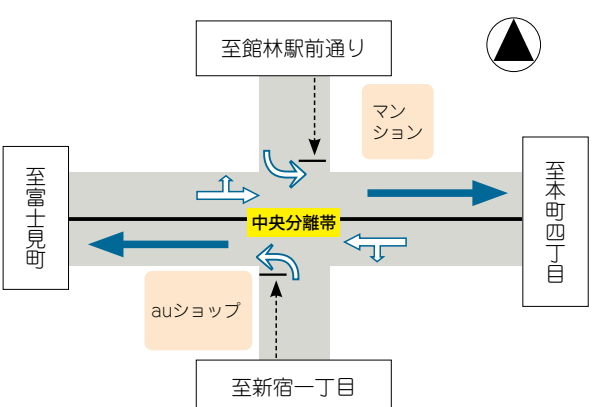 至館林駅前通り
マン
ション
至富士見町
至本町四丁目
中央分離帯
auショップ
至新宿一丁目